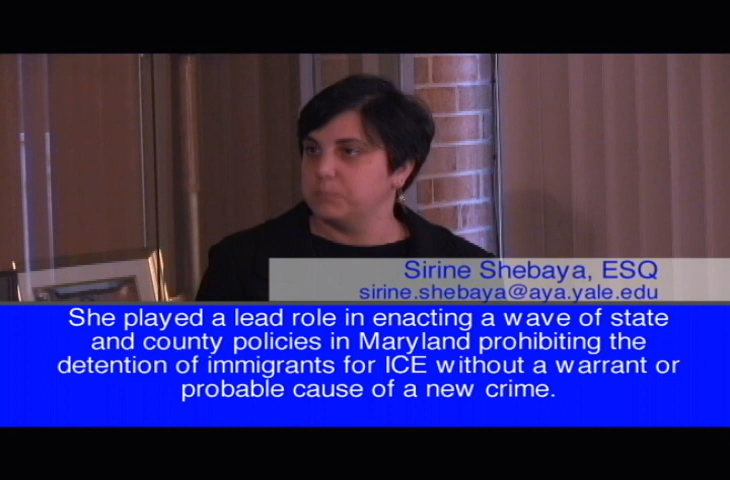 Sirine Shebaya, ESQ
sirine.shebaya@aya.yale.edu
She played a lead role in enacting a wave of state
and county policies in Maryland prohibiting the
detention of immigrants for ICE without a warrant or
probable cause of a new crime.